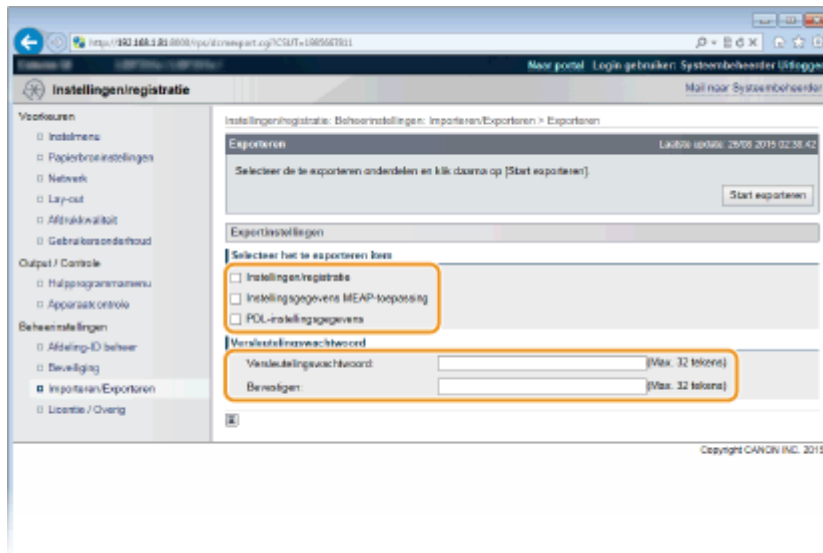 Naar portal Login gebruiker: Systeembeheerder Uitloggen
Instellingen/registratie
Mail naar Systeembeheerder
Voorkeuren
Instelmenu
Papierbroninstellingen
Netwerk
Lay-out
Afdrukkwaliteit
Gebruikersonderhoud
Output / Controle
Hulpprogrammamenu
Apparaatcontrole
Beheerinstellingen
Afdeling-ID beheer
Beveiliging
Importeren/Exporteren
Licentie / Overig
Instellingen/registratie: Beheerinstellingen: Importeren/Exporteren > Exporteren
Exporteren
Laatste update: 26/08 2015 02:38:42
Selecteer de te exporteren onderdelen en klik daarna op [Start exporteren].
Start exporteren
Exportinstellingen
Selecteer het te exporteren item
Instellingen/registratie
Instellingsgegevens MEAP-toepassing
PDL-instellingsgegevens
Versleutelingswachtwoord
Versleutelingswachtwoord: (Max. 32 tekens)
Bevestigen: (Max. 32 tekens)
Copyright CANON INC. 2015